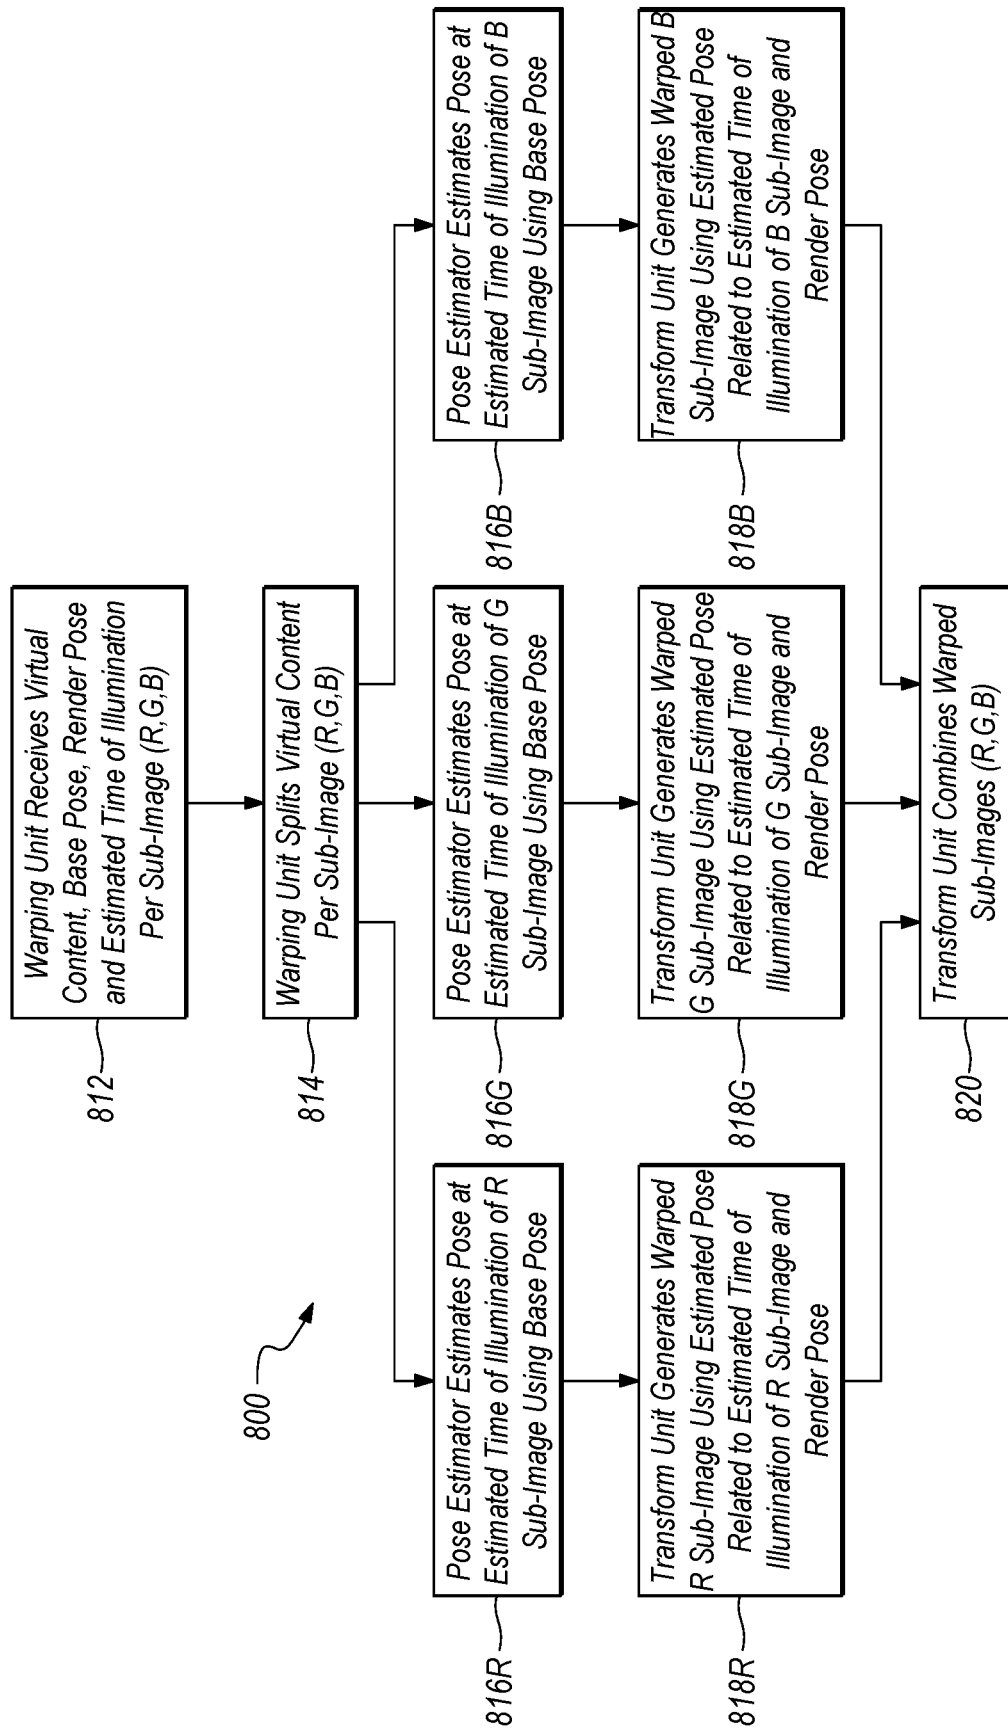 800
812
Warping Unit Receives Virtual
Content, Base Pose, Render Pose
and Estimated Time of Illumination
Per Sub-Image (R,G,B)
814
Warping Unit Splits Virtual Content
Per Sub-Image (R,G,B)
816R
Pose Estimator Estimates Pose at
Estimated Time of Illumination of R
Sub-Image Using Base Pose
816G
Pose Estimator Estimates Pose at
Estimated Time of Illumination of G
Sub-Image Using Base Pose
816B
Pose Estimator Estimates Pose at
Estimated Time of Illumination of B
Sub-Image Using Base Pose
818R
Transform Unit Generates Warped
R Sub-Image Using Estimated Pose
Related to Estimated Time of
Illumination of R Sub-Image and
Render Pose
818G
Transform Unit Generates Warped
G Sub-Image Using Estimated Pose
Related to Estimated Time of
Illumination of G Sub-Image and
Render Pose
818B
Transform Unit Generates Warped B
Sub-Image Using Estimated Pose
Related to Estimated Time of
Illumination of B Sub-Image and
Render Pose
820
Transform Unit Combines Warped
Sub-Images (R,G,B)